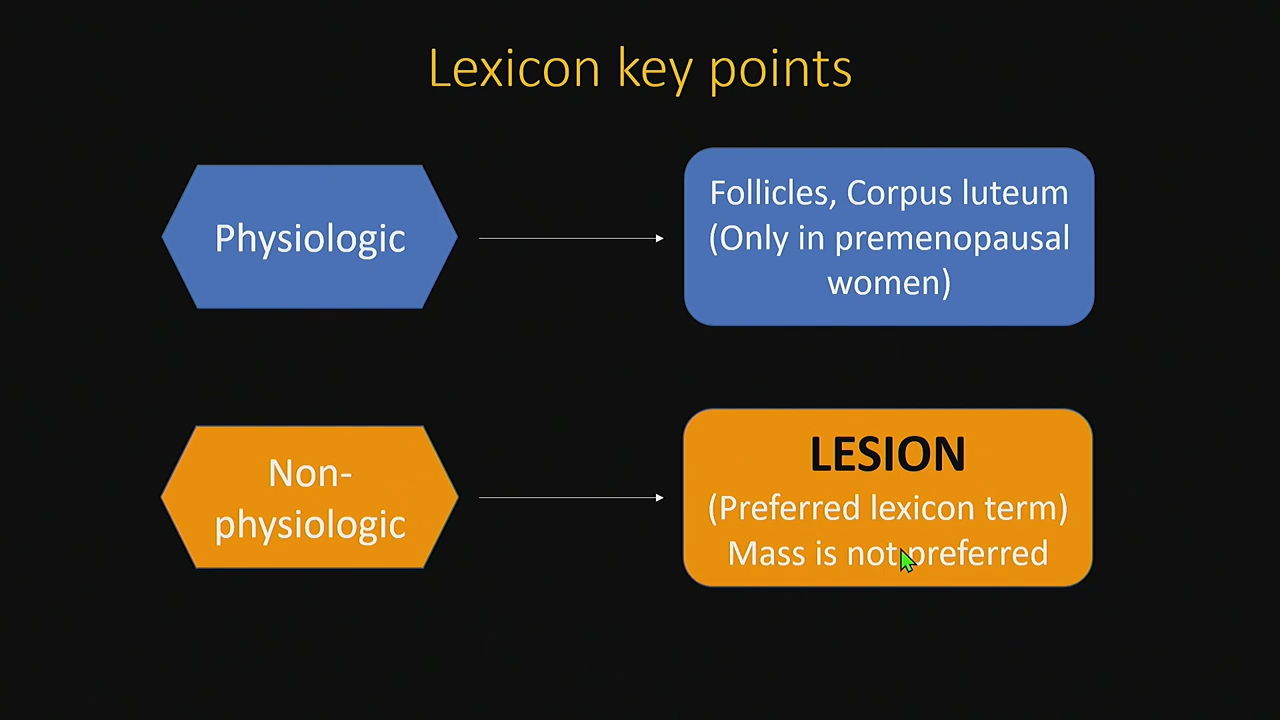 Lexicon key points
Physiologic
Follicles, Corpus luteum
(Only in premenopausal
women)
Non-
physiologic
LESION
(Preferred lexicon term)
Mass is not preferred